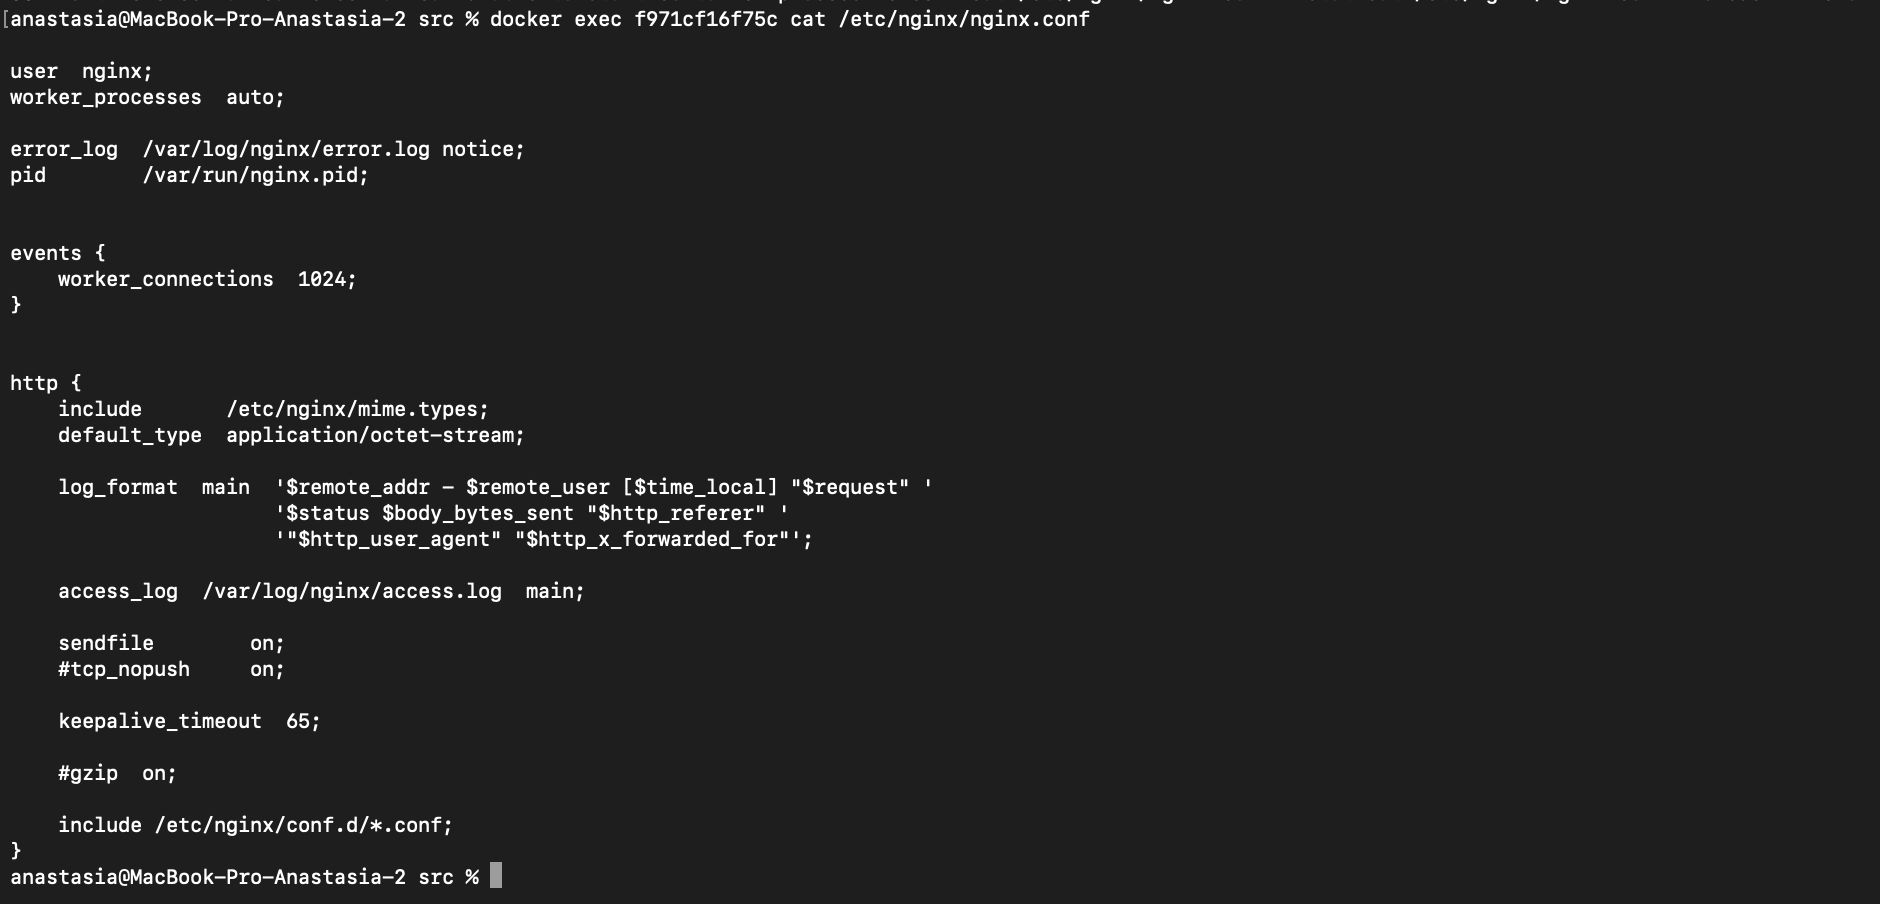 [anastasia@MacBook-Pro-Anastasia-2 src % docker exec f971cf16f75c cat /etc/nginx/nginx.conf
user  nginx;
worker_processes  auto;
error_log  /var/log/nginx/error.log notice;
pid        /var/run/nginx.pid;
events {
    worker_connections  1024;
}
http {
    include       /etc/nginx/mime.types;
    default_type  application/octet-stream;
    log_format  main  '$remote_addr - $remote_user [$time_local] "$request" '
                      '$status $body_bytes_sent "$http_referer" '
                      '"$http_user_agent" "$http_x_forwarded_for"';
    access_log  /var/log/nginx/access.log  main;
    sendfile        on;
    #tcp_nopush     on;
    keepalive_timeout  65;
    #gzip  on;
    include /etc/nginx/conf.d/*.conf;
}
anastasia@MacBook-Pro-Anastasia-2 src %